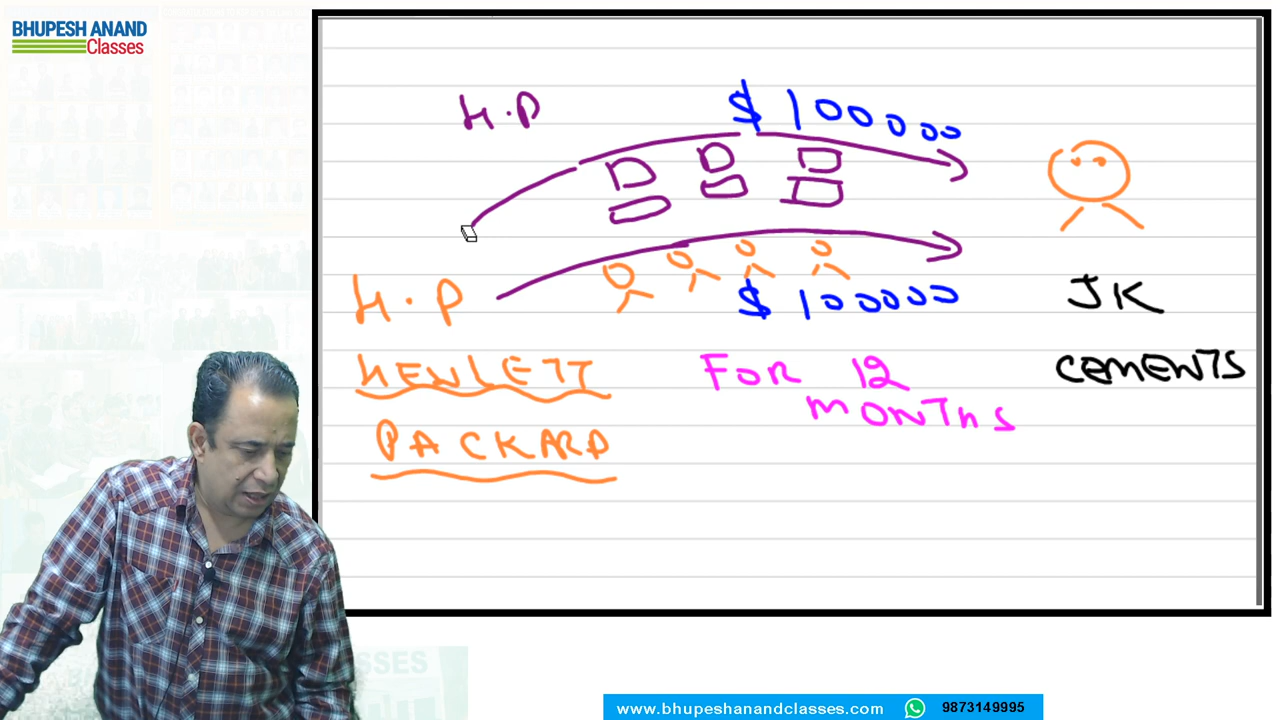 BHUPESH ANAND
Classes
H.P
$ 100000
H.P
$ 100000
JK
CEMENTS
HEWLETT
PACKARD
FOR 12
MONTHS
www.bhupeshanandclasses.com
9873149995